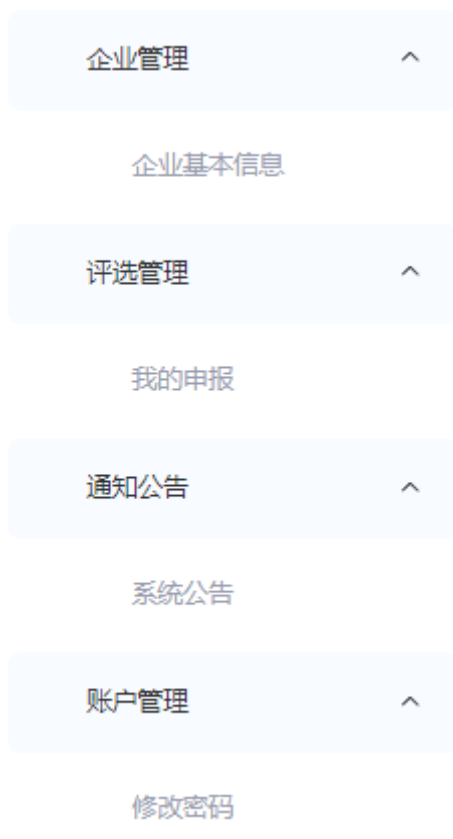 企业管理
企业基本信息
评选管理
我的申报
通知公告
系统公告
账户管理
修改密码